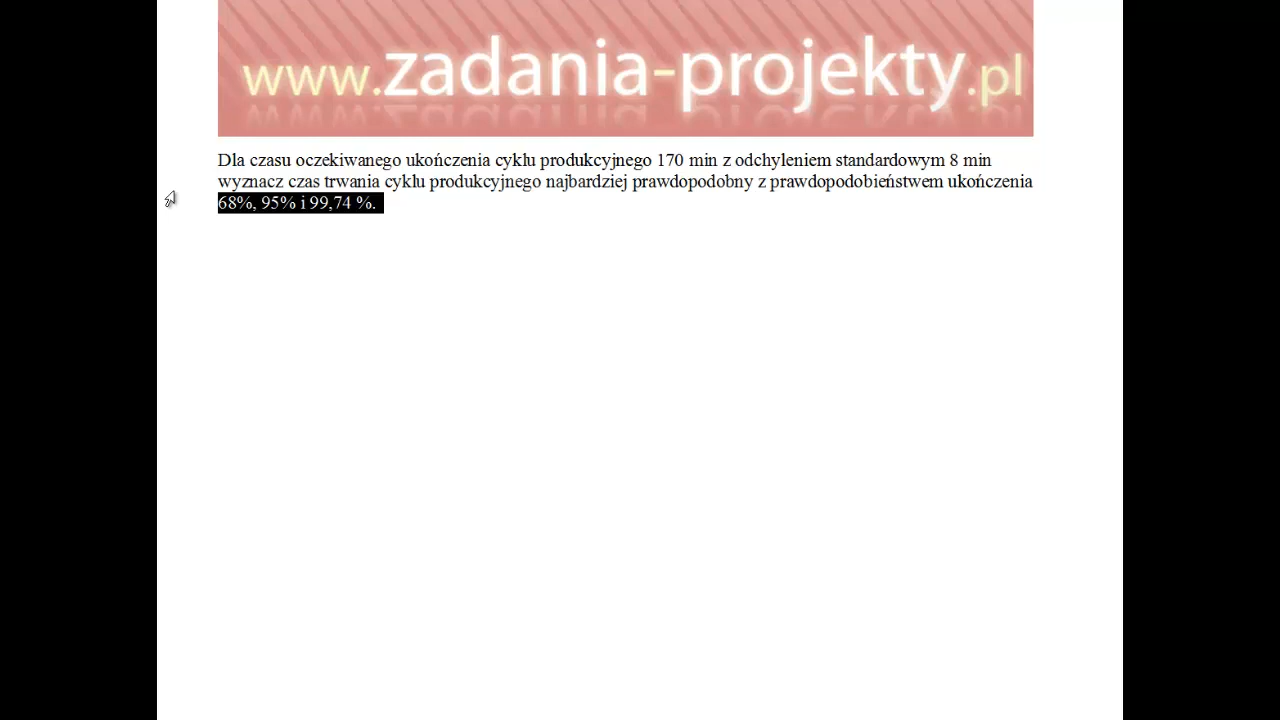 www.zadania-projekty.pl
Dla czasu oczekiwanego ukończenia cyklu produkcyjnego 170 min z odchyleniem standardowym 8 min
wyznacz czas trwania cyklu produkcyjnego najbardziej prawdopodobny z prawdopodobieństwem ukończenia
68%, 95% i 99,74 %.